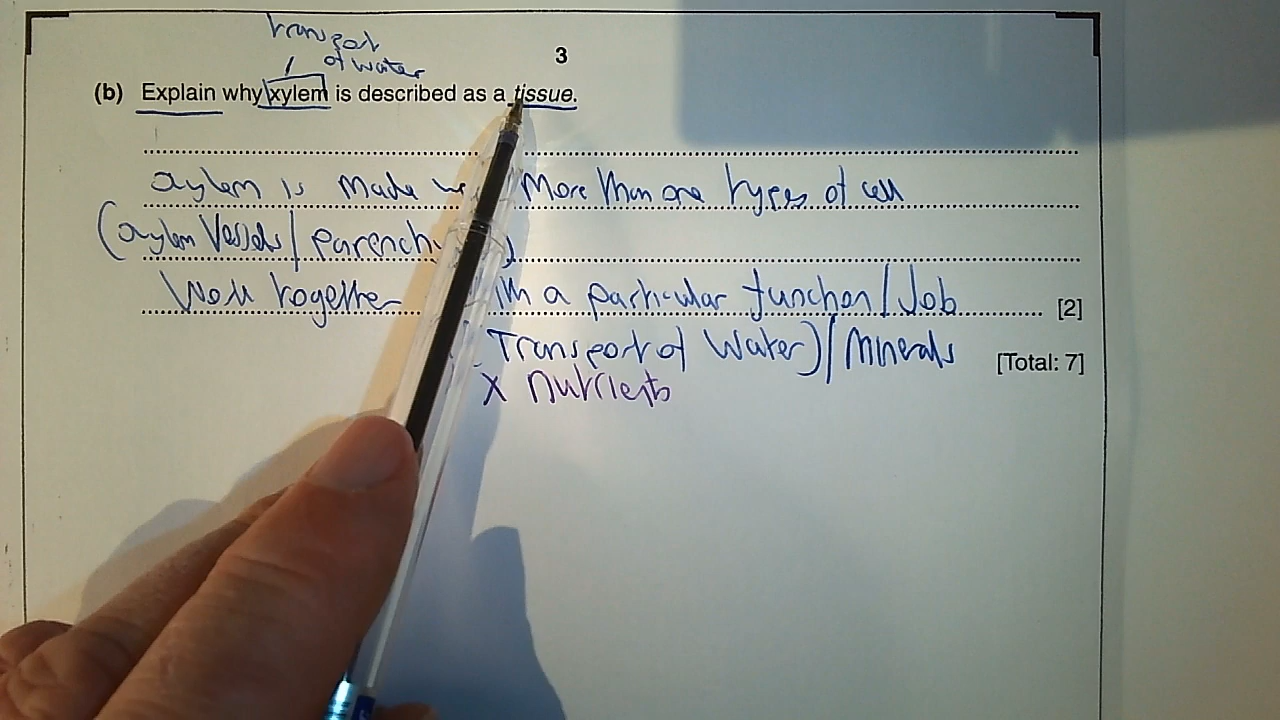 Transport
of water
3
(b) Explain why xylem is described as a tissue.
xylem is made more than one types of cell
(xylem vessels/ parench )
Work together a particular function/Job
[2]
Transport of Water)/Minerals
[Total: 7]
X nutrients